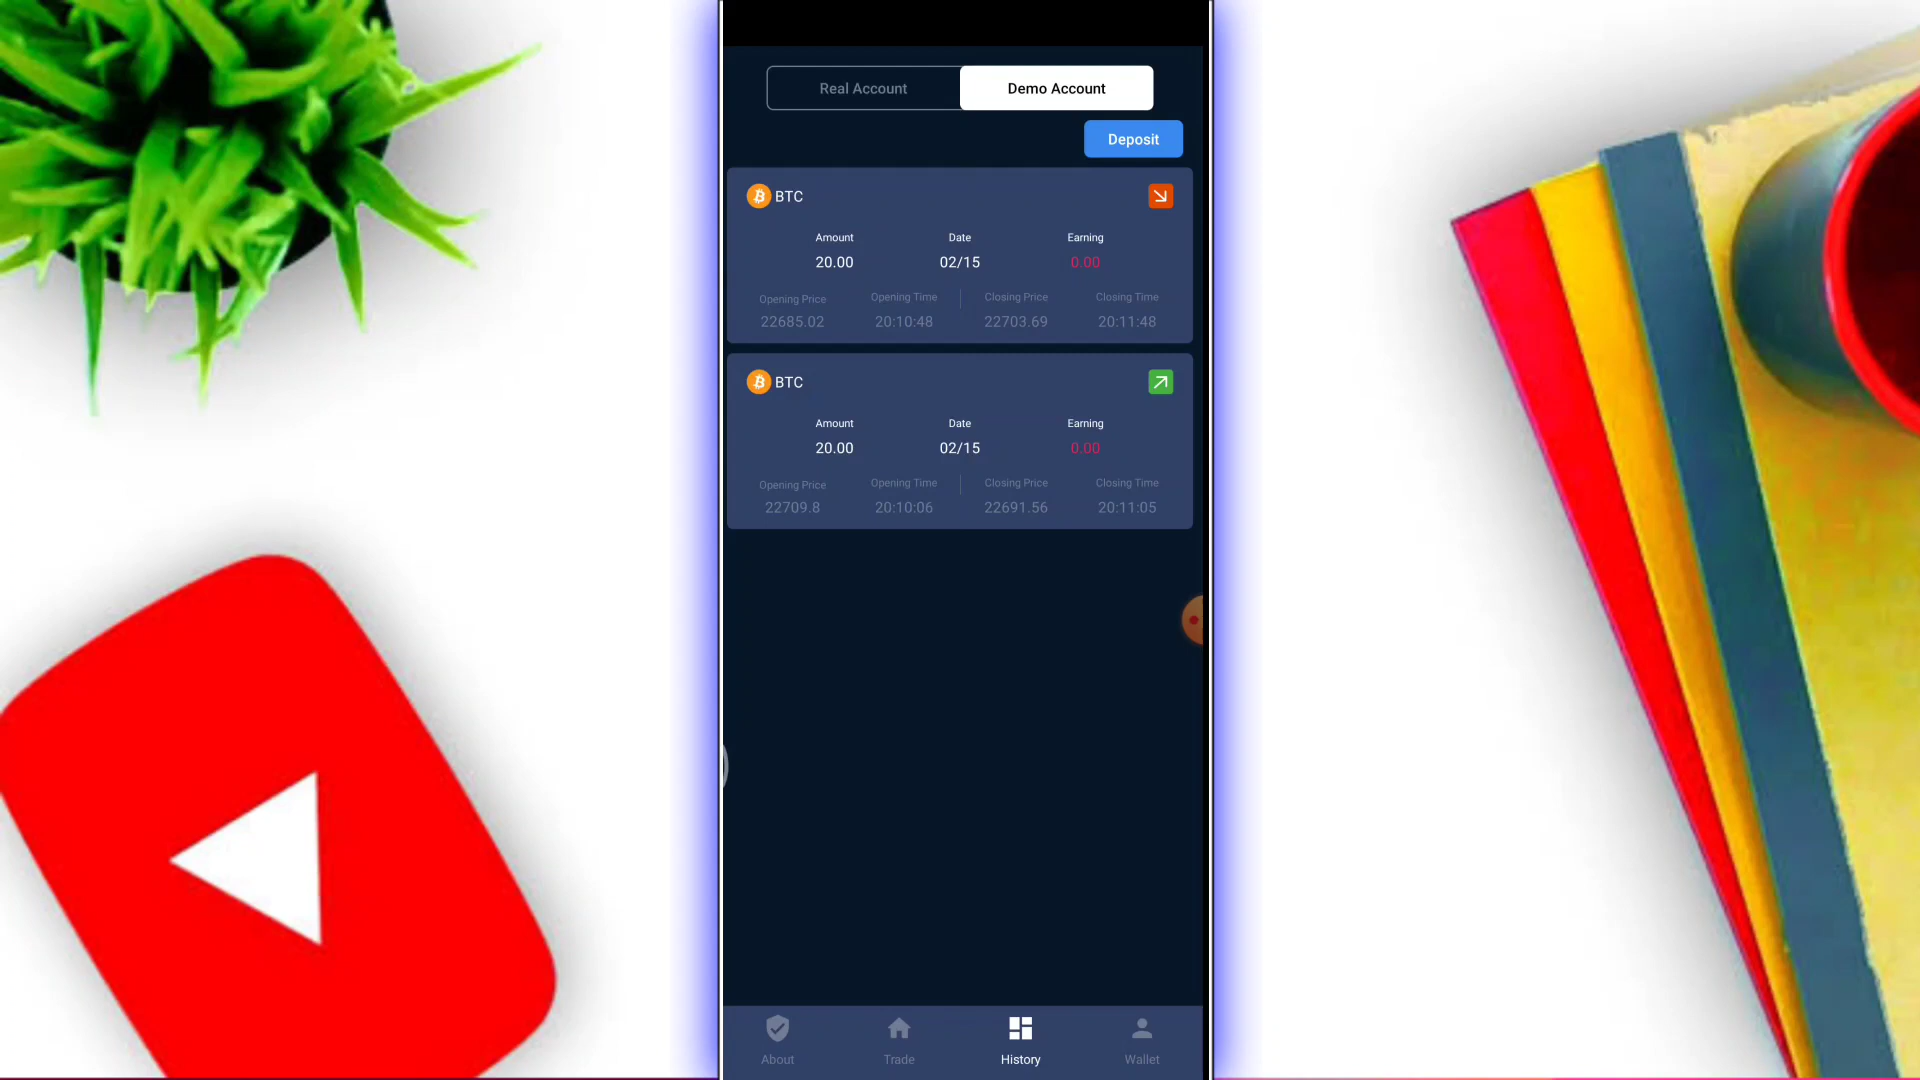 Real Account Demo Account
Deposit
BTC
Amount Date Earning
20.00 02/15 0.00
Opening Price Opening Time Closing Price Closing Time
22685.02 20:10:48 22703.69 20:11:48
BTC
Amount Date Earning
20.00 02/15 0.00
Opening Price Opening Time Closing Price Closing Time
22709.8 20:10:06 22691.56 20:11:05
About Trade History Wallet